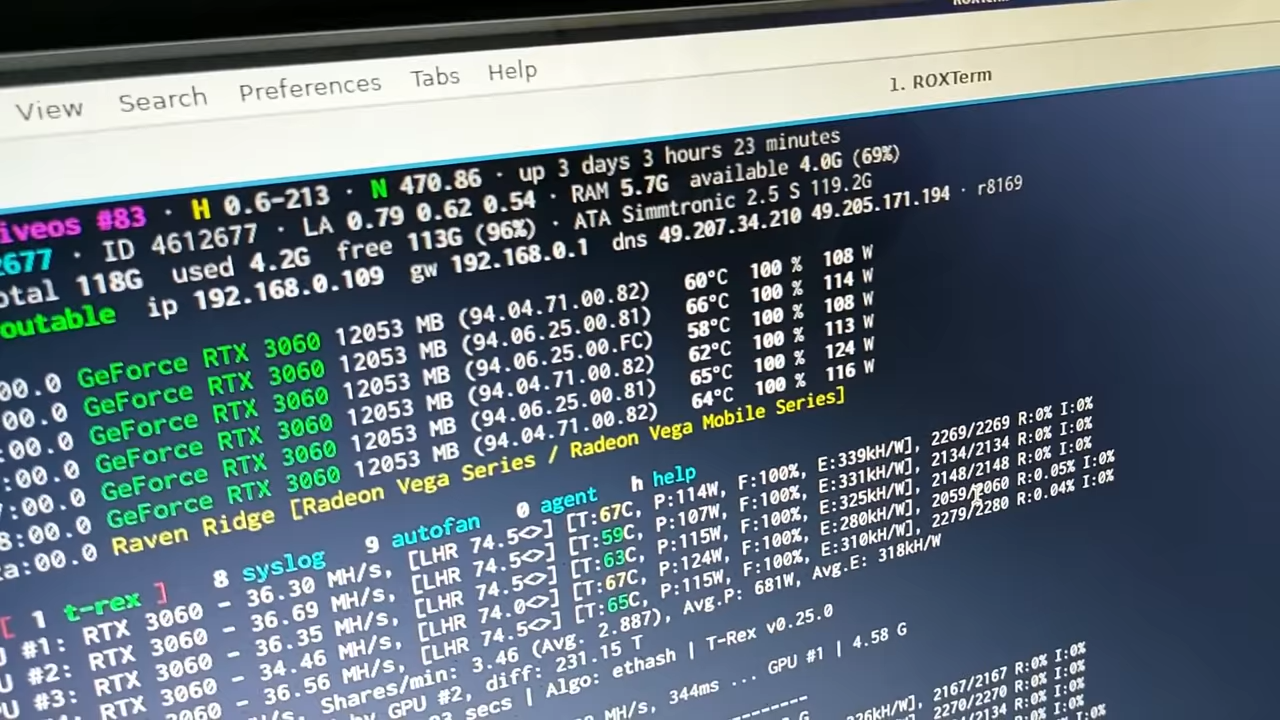 View Search Preferences Tabs Help
1. ROXTerm
iveos #83 · H 0.6-213 · N 470.86 · up 3 days 3 hours 23 minutes
2677 · ID 4612677 · LA 0.79 0.62 0.54 · RAM 5.7G available 4.0G (69%)
otal 118G used 4.2G free 113G (96%) · ATA Simmtronic 2.5 S 119.2G
outable ip 192.168.0.109 gw 192.168.0.1 dns 49.207.34.210 49.205.171.194 · r8169
00.0 GeForce RTX 3060 12053 MB (94.04.71.00.82) 60°C 100 % 108 W
:00.0 GeForce RTX 3060 12053 MB (94.06.25.00.81) 66°C 100 % 114 W
:00.0 GeForce RTX 3060 12053 MB (94.06.25.00.FC) 58°C 100 % 108 W
:00.0 GeForce RTX 3060 12053 MB (94.04.71.00.82) 62°C 100 % 113 W
7:00.0 GeForce RTX 3060 12053 MB (94.06.25.00.81) 65°C 100 % 124 W
8:00.0 GeForce RTX 3060 12053 MB (94.04.71.00.82) 64°C 100 % 116 W
a:00.0 Raven Ridge [Radeon Vega Series / Radeon Vega Mobile Series]
[ 1 t-rex ] 8 syslog 9 autofan 0 agent h help
#1: RTX 3060 - 36.30 MH/s, [LHR 74.5<>] [T:67C, P:114W, F:100%, E:339kH/W], 2269/2269 R:0% I:0%
U #2: RTX 3060 - 36.69 MH/s, [LHR 74.5<>] [T:59C, P:107W, F:100%, E:331kH/W], 2134/2134 R:0% I:0%
#3: RTX 3060 - 36.35 MH/s, [LHR 74.5<>] [T:63C, P:115W, F:100%, E:325kH/W], 2148/2148 R:0% I:0%
3060 - 34.46 MH/s, [LHR 74.0<>] [T:67C, P:124W, F:100%, E:280kH/W], 2059/2060 R:0.05% I:0%
2060 - 36.56 MH/s, [LHR 74.5<>] [T:65C, P:115W, F:100%, E:310kH/W], 2279/2280 R:0.04% I:0%
Shares/min: 3.46 (Avg. 2.887), Avg.P: 681W, Avg.E: 318kH/W
by GPU #2, diff: 231.15 T
secs | Algo: ethash | T-Rex v0.25.0
MH/s, 344ms ... GPU #1 | 4.58 G
2167/2167 R:0% I:0%
2270/2270 R:0% I:0%
R:0% I:0%